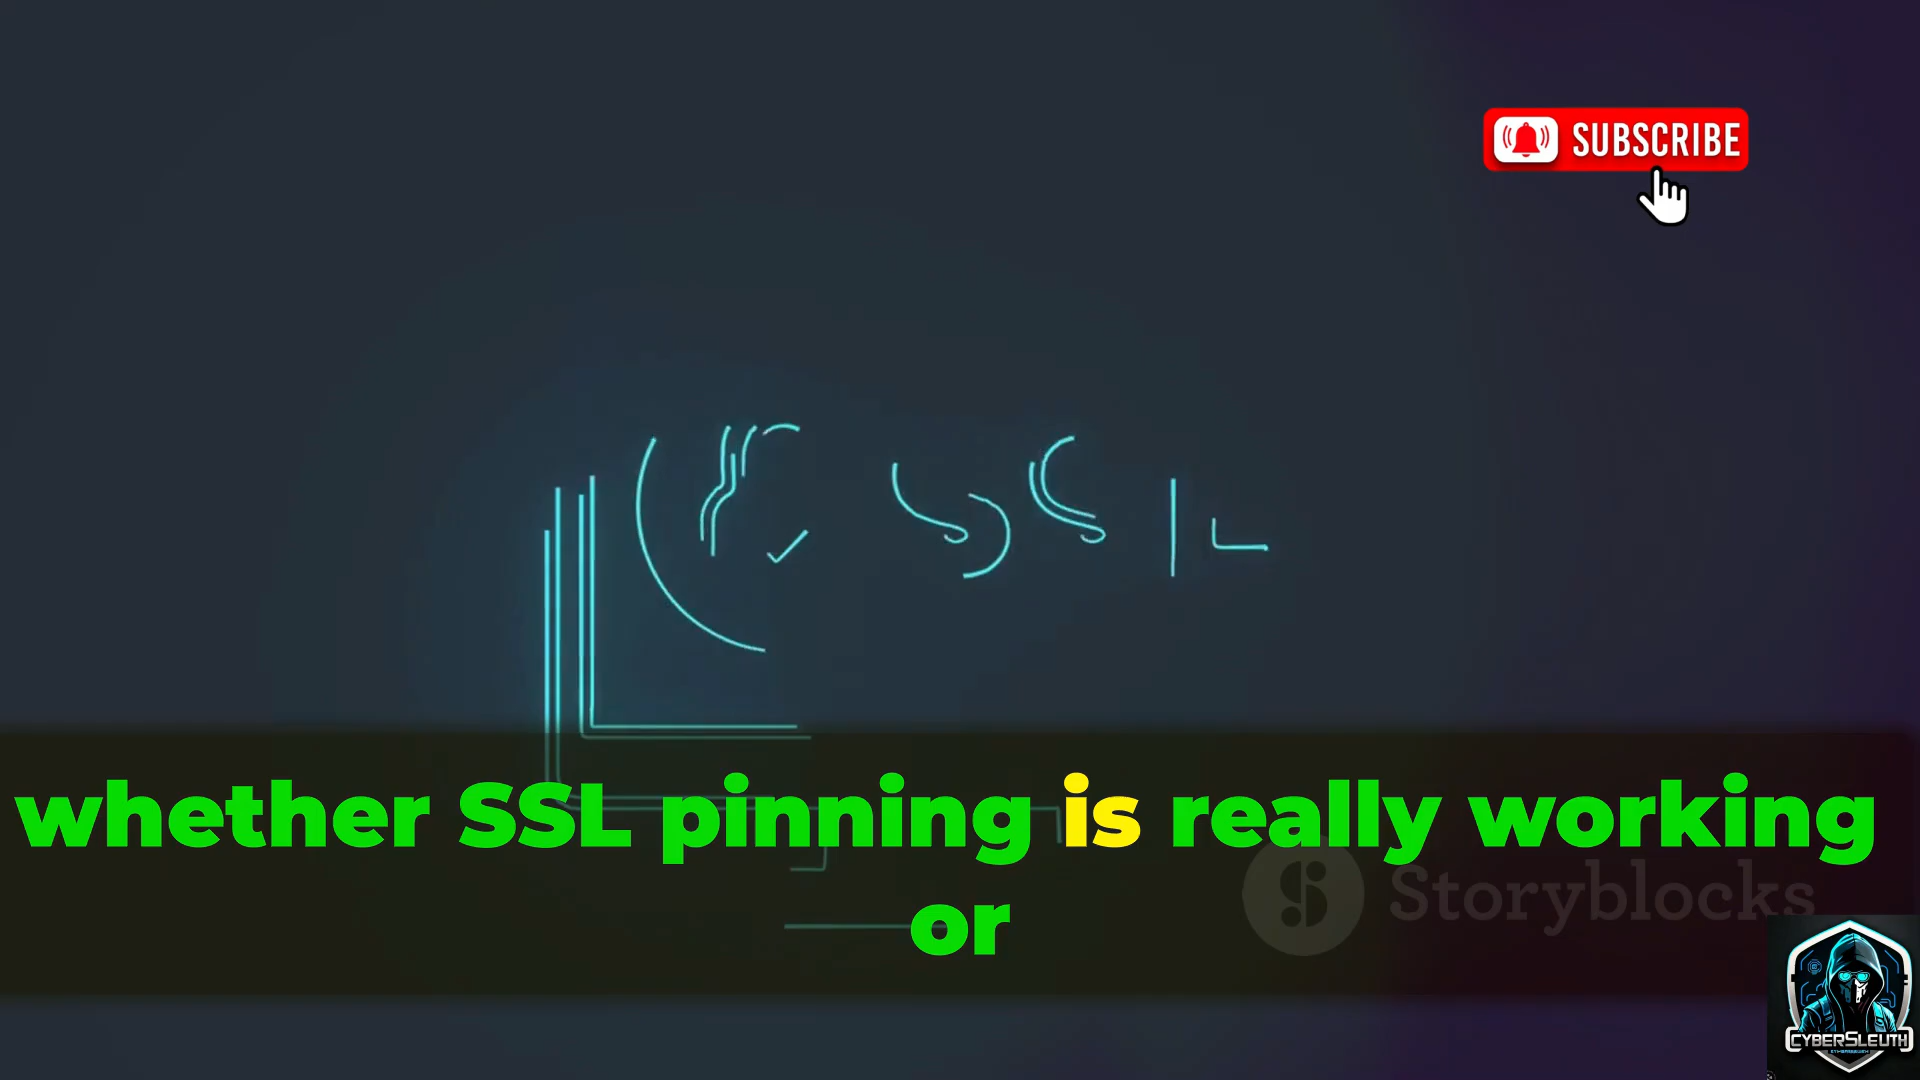 SUBSCRIBE
whether SSL pinning is really working
or
Storyblocks
CYBERSLEUTH